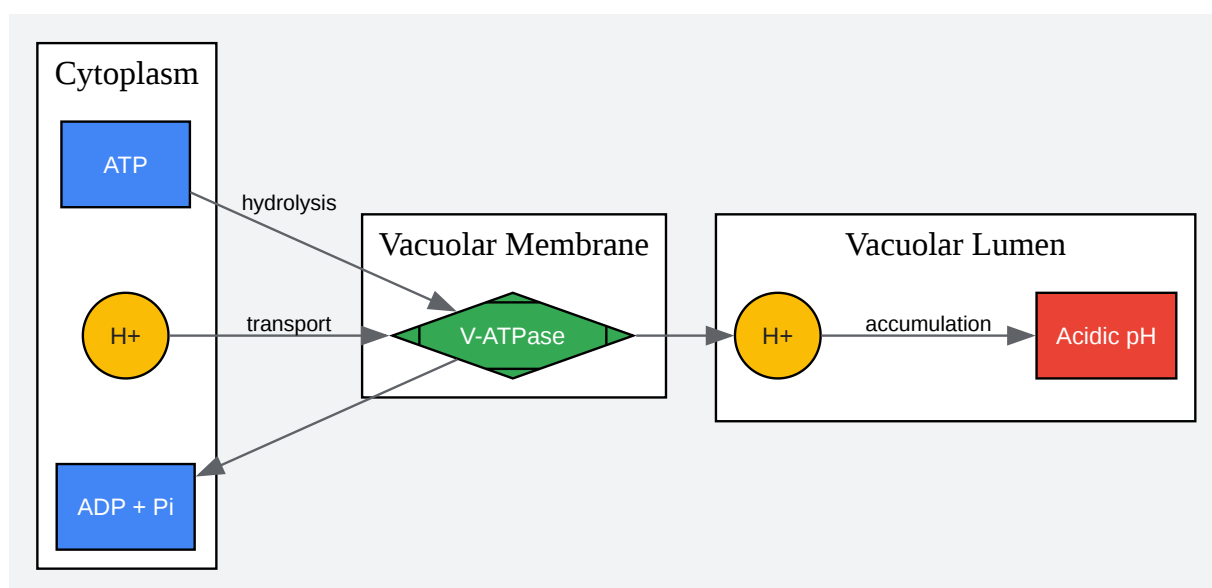 Cytoplasm
ATP
hydrolysis
Vacuolar Membrane
Vacuolar Lumen
H+
transport
V-ATPase
H+
accumulation
Acidic pH
ADP + Pi